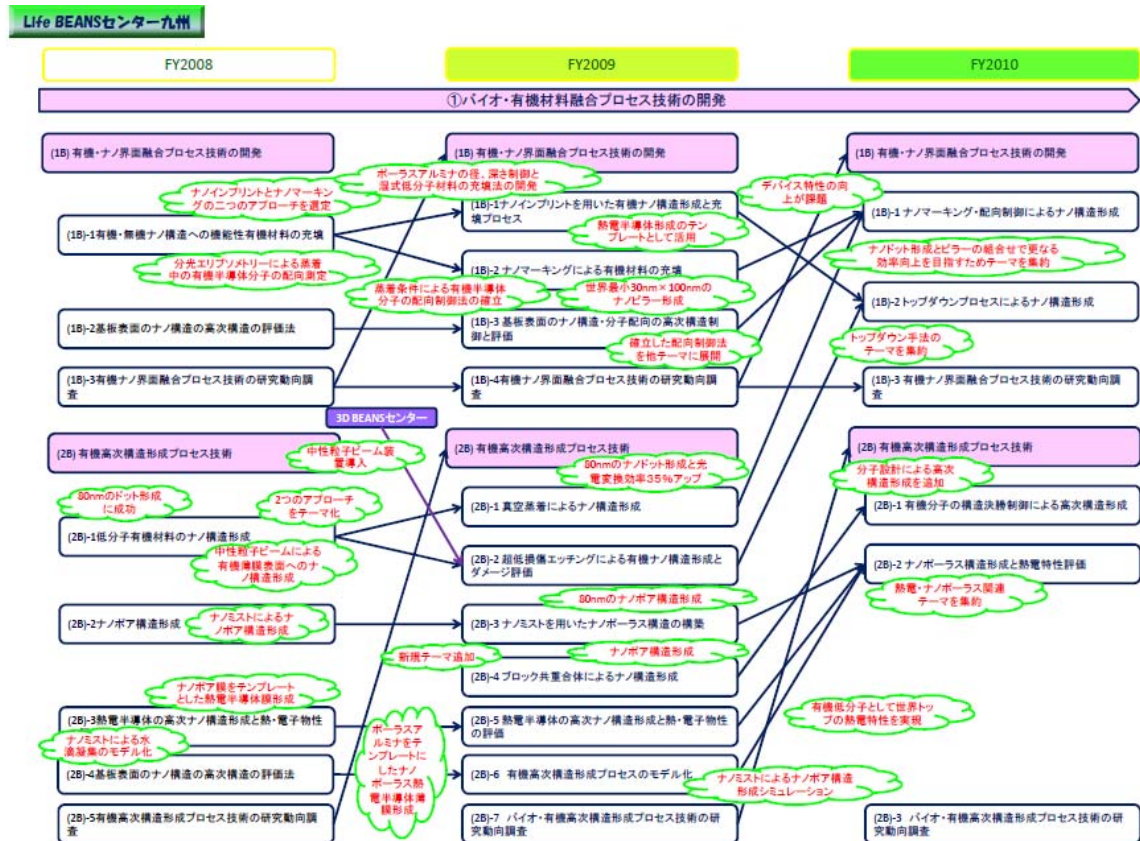 Life BEANSセンター九州
FY2008
FY2009
FY2010
①バイオ・有機材料融合プロセス技術の開発
(1B) 有機・ナノ界面融合プロセス技術の開発
(1B) 有機・ナノ界面融合プロセス技術の開発
(1B) 有機・ナノ界面融合プロセス技術の開発
ナノインプリントとナノマーキン
グの二つのアプローチを選定
ポーラスアルミナの径、深さ制御と
湿式低分子材料の充填法の開発
デバイス特性の向
上が課題
(1B)-1有機・無機ナノ構造への機能性有機材料の充填
(1B)-1ナノインプリントを用いた有機ナノ構造形成と充
填プロセス
(1B)-1 ナノマーキング・配向制御によるナノ構造形成
熱電半導体形成のテン
プレートとして活用
分光エリプソメトリーによる蒸着
中の有機半導体分子の配向測定
(1B)-2 ナノマーキングによる有機材料の充填
ナノドット形成とピラーの組合せで更なる
効率向上を目指すためテーマを集約
蒸着条件による有機半導体
分子の配向制御法の確立
世界最小30nm×100nmの
ナノピラー形成
(1B)-2 トップダウンプロセスによるナノ構造形成
(1B)-2基板表面のナノ構造の高次構造の評価法
(1B)-3 基板表面のナノ構造・分子配向の高次構造制
御と評価
確立した配向制御法
を他テーマに展開
トップダウン手法の
テーマを集約
(1B)-3有機ナノ界面融合プロセス技術の研究動向調
査
(1B)-4有機ナノ界面融合プロセス技術の研究動向調
査
(1B)-3 有機ナノ界面融合プロセス技術の研究動向調
査
3D BEANSセンター
(2B) 有機高次構造形成プロセス技術
中性粒子ビーム装
置導入
(2B) 有機高次構造形成プロセス技術
80nmのナノドット形成と光
電変換効率35%アップ
(2B) 有機高次構造形成プロセス技術
分子設計による高次
構造形成を追加
80nmのドット形成
に成功
2つのアプローチ
をテーマ化
(2B)-1 真空蒸着によるナノ構造形成
(2B)-1 有機分子の構造決勝制御による高次構造形成
(2B)-1低分子有機材料のナノ構造形成
中性粒子ビームによる
有機薄膜表面へのナノ
構造形成
(2B)-2 超低損傷エッチングによる有機ナノ構造形成と
ダメージ評価
(2B)-2 ナノポーラス構造形成と熱電特性評価
熱電・ナノポーラス関連
テーマを集約
80nmのナノポア構造形成
(2B)-2ナノポア構造形成
ナノミストによるナ
ノポア構造形成
(2B)-3 ナノミストを用いたナノポーラス構造の構築
新規テーマ追加
ナノポア構造形成
(2B)-4 ブロック共重合体によるナノ構造形成
ナノポア膜をテンプレート
とした熱電半導体膜形成
(2B)-3熱電半導体の高次ナノ構造形成と熱・電子物性
の評価
(2B)-5 熱電半導体の高次ナノ構造形成と熱・電子物性
の評価
有機低分子として世界トッ
プの熱電特性を実現
ナノミストによる水
滴凝集のモデル化
ポーラスア
ルミナをテ
ンプレートに
したナノ
ポーラス熱
電半導体薄
膜形成
(2B)-4基板表面のナノ構造の高次構造の評価法
(2B)-6 有機高次構造形成プロセスのモデル化
ナノミストによるナノポア構造
形成シミュレーション
(2B)-5有機高次構造形成プロセス技術の研究動向調
査
(2B)-7 バイオ・有機高次構造形成プロセス技術の研
究動向調査
(2B)-3 バイオ・有機高次構造形成プロセス技術の研
究動向調査